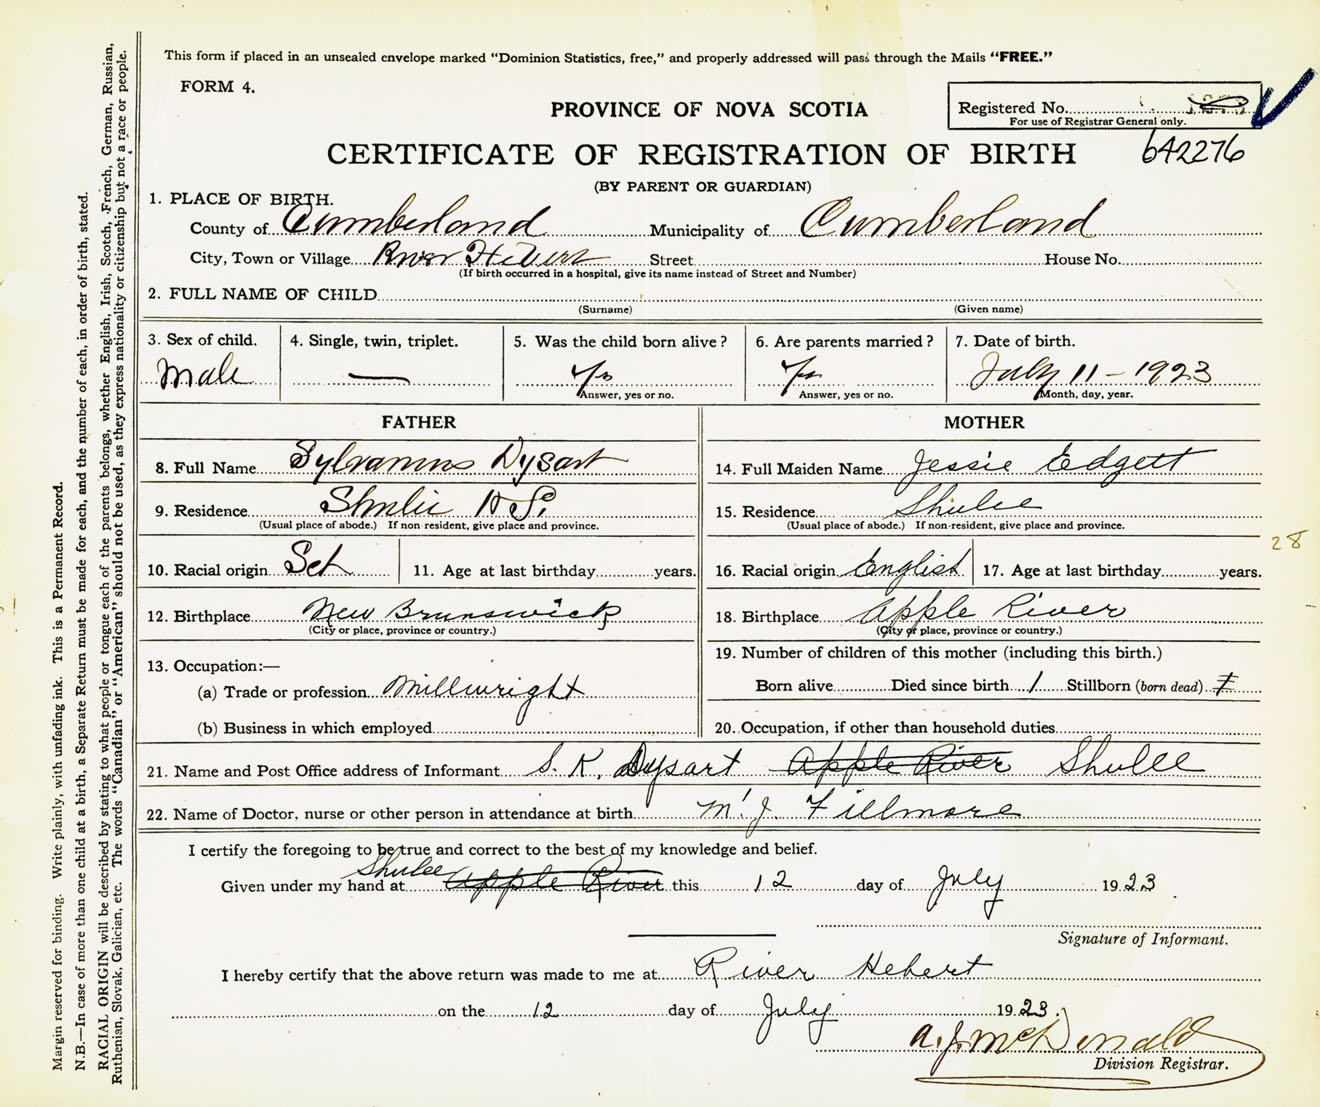 This form if placed in an unsealed envelope marked "Dominion Statistics, free," and properly addressed will pass through the Mails "FREE."
FORM 4.
PROVINCE OF NOVA SCOTIA
Registered No.
For use of Registrar General only.
CERTIFICATE OF REGISTRATION OF BIRTH
642276
(BY PARENT OR GUARDIAN)
1. PLACE OF BIRTH.
County of Cumberland Municipality of Cumberland
City, Town or Village River Hebert Street House No.
(If birth occurred in a hospital, give its name instead of Street and Number)
2. FULL NAME OF CHILD
(Surname) (Given name)
3. Sex of child. 4. Single, twin, triplet. 5. Was the child born alive? 6. Are parents married? 7. Date of birth.
Male — Yes Yes July 11 - 1923
Answer, yes or no. Answer, yes or no. Month, day, year.
FATHER MOTHER
8. Full Name Sylvanus Dysart 14. Full Maiden Name Jessie Edgett
9. Residence Shulie N S. 15. Residence Shulee
(Usual place of abode.) If non-resident, give place and province. (Usual place of abode.) If non-resident, give place and province.
28
10. Racial origin Sct 11. Age at last birthday years. 16. Racial origin English 17. Age at last birthday years.
12. Birthplace New Brunswick 18. Birthplace Apple River
(City or place, province or country.) (City or place, province or country.)
13. Occupation:— 19. Number of children of this mother (including this birth.)
(a) Trade or profession Millwright Born alive Died since birth 1 Stillborn (born dead)
(b) Business in which employed 20. Occupation, if other than household duties
21. Name and Post Office address of Informant S. K. Dysart Apple River Shulee
22. Name of Doctor, nurse or other person in attendance at birth M. J. Fillmore
I certify the foregoing to be true and correct to the best of my knowledge and belief.
Shulee
Given under my hand at Apple River this 12 day of July 1923
Signature of Informant.
I hereby certify that the above return was made to me at River Hebert
on the 12 day of July 1923.
A. J. McDonald
Division Registrar.
Margin reserved for binding. Write plainly, with unfading ink. This is a Permanent Record.
N.B.—In case of more than one child at a birth, a Separate Return must be made for each, and the number of each, in order of birth, stated.
RACIAL ORIGIN will be described by stating to what people or tongue each of the parents belongs, whether English, Irish, Scotch, French, German, Russian,
Ruthenian, Slovak, Galician, etc. The words "Canadian" or "American" should not be used, as they express nationality or citizenship but not a race or people.